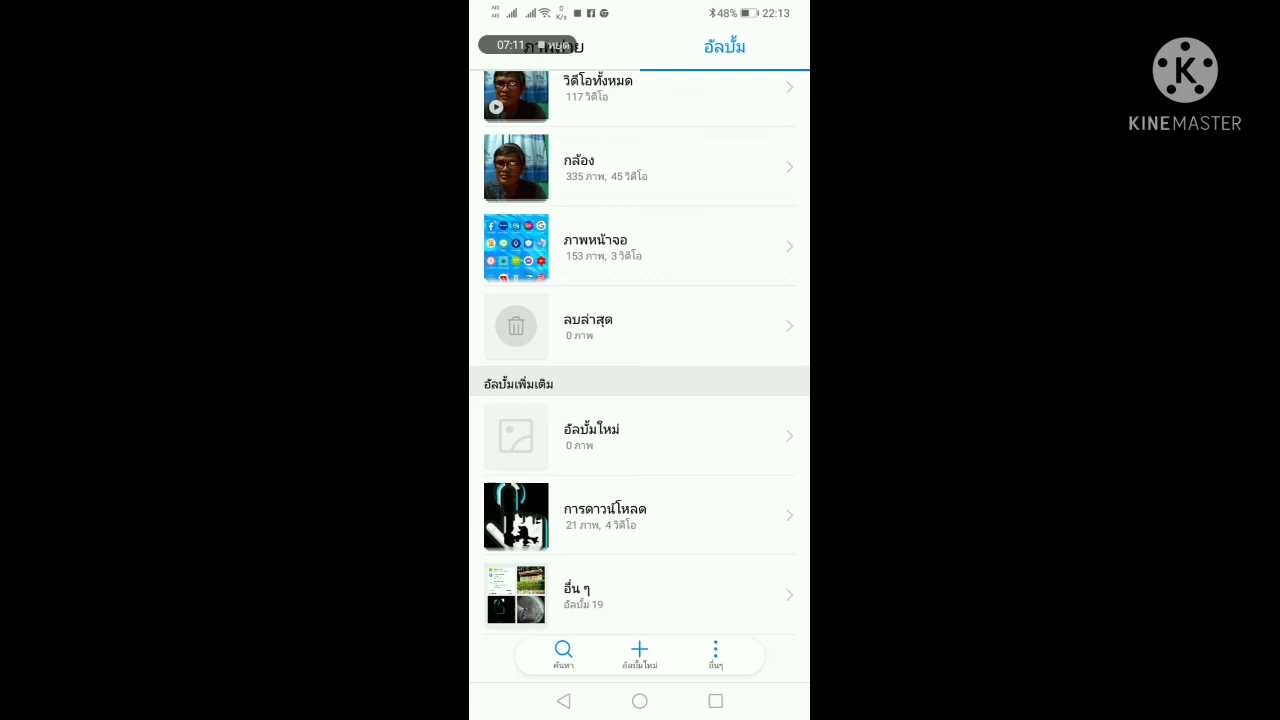 AIS
AIS
0
K/s
48%
22:13
07:11
หยุด
อัลบั้ม
วิดีโอทั้งหมด
117 วิดีโอ
กล้อง
335 ภาพ, 45 วิดีโอ
ภาพหน้าจอ
153 ภาพ, 3 วิดีโอ
ลบล่าสุด
0 ภาพ
อัลบั้มเพิ่มเติม
อัลบั้มใหม่
0 ภาพ
การดาวน์โหลด
21 ภาพ, 4 วิดีโอ
อื่น ๆ
อัลบั้ม 19
ค้นหา
อัลบั้มใหม่
อื่นๆ
K
KINEMASTER